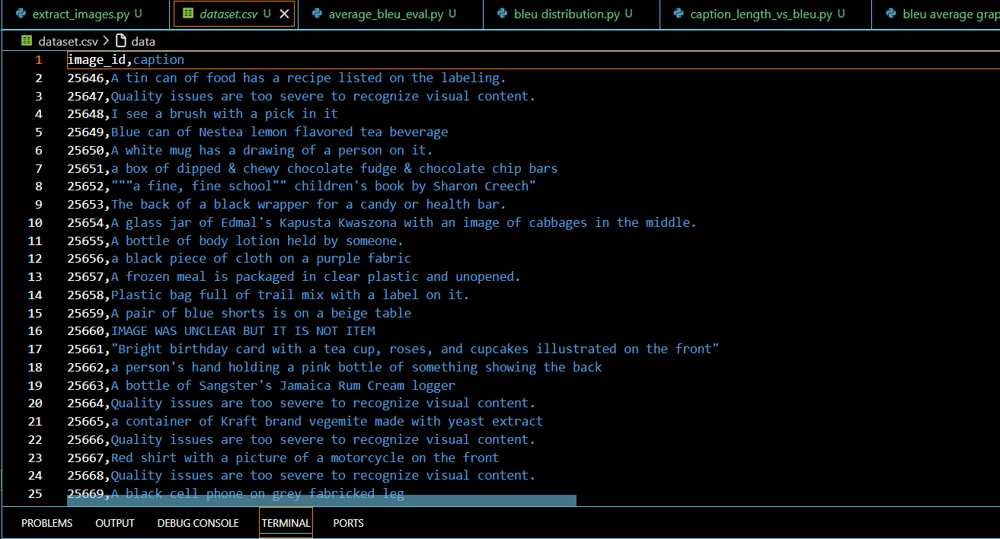 extract_images.py U dataset.csv U average_bleu_eval.py U bleu distribution.py U caption_length_vs_bleu.py U bleu average grap
dataset.csv > data
1 image_id,caption
2 25646,A tin can of food has a recipe listed on the labeling.
3 25647,Quality issues are too severe to recognize visual content.
4 25648,I see a brush with a pick in it
5 25649,Blue can of Nestea lemon flavored tea beverage
6 25650,A white mug has a drawing of a person on it.
7 25651,a box of dipped & chewy chocolate fudge & chocolate chip bars
8 25652,"""a fine, fine school"" children's book by Sharon Creech"
9 25653,The back of a black wrapper for a candy or health bar.
10 25654,A glass jar of Edmal's Kapusta Kwaszona with an image of cabbages in the middle.
11 25655,A bottle of body lotion held by someone.
12 25656,a black piece of cloth on a purple fabric
13 25657,A frozen meal is packaged in clear plastic and unopened.
14 25658,Plastic bag full of trail mix with a label on it.
15 25659,A pair of blue shorts is on a beige table
16 25660,IMAGE WAS UNCLEAR BUT IT IS NOT ITEM
17 25661,"Bright birthday card with a tea cup, roses, and cupcakes illustrated on the front"
18 25662,a person's hand holding a pink bottle of something showing the back
19 25663,A bottle of Sangster's Jamaica Rum Cream logger
20 25664,Quality issues are too severe to recognize visual content.
21 25665,a container of Kraft brand vegemite made with yeast extract
22 25666,Quality issues are too severe to recognize visual content.
23 25667,Red shirt with a picture of a motorcycle on the front
24 25668,Quality issues are too severe to recognize visual content.
25 25669,A black cell phone on grey fabricked leg
PROBLEMS OUTPUT DEBUG CONSOLE TERMINAL PORTS